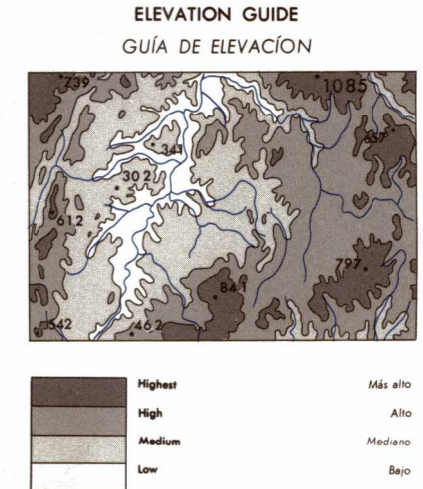 ELEVATION GUIDE
GUÍA DE ELEVACÍON
739
1085
637
341
302
612
797
841
542
462
Highest Más alto
High Alto
Medium Mediano
Low Bajo